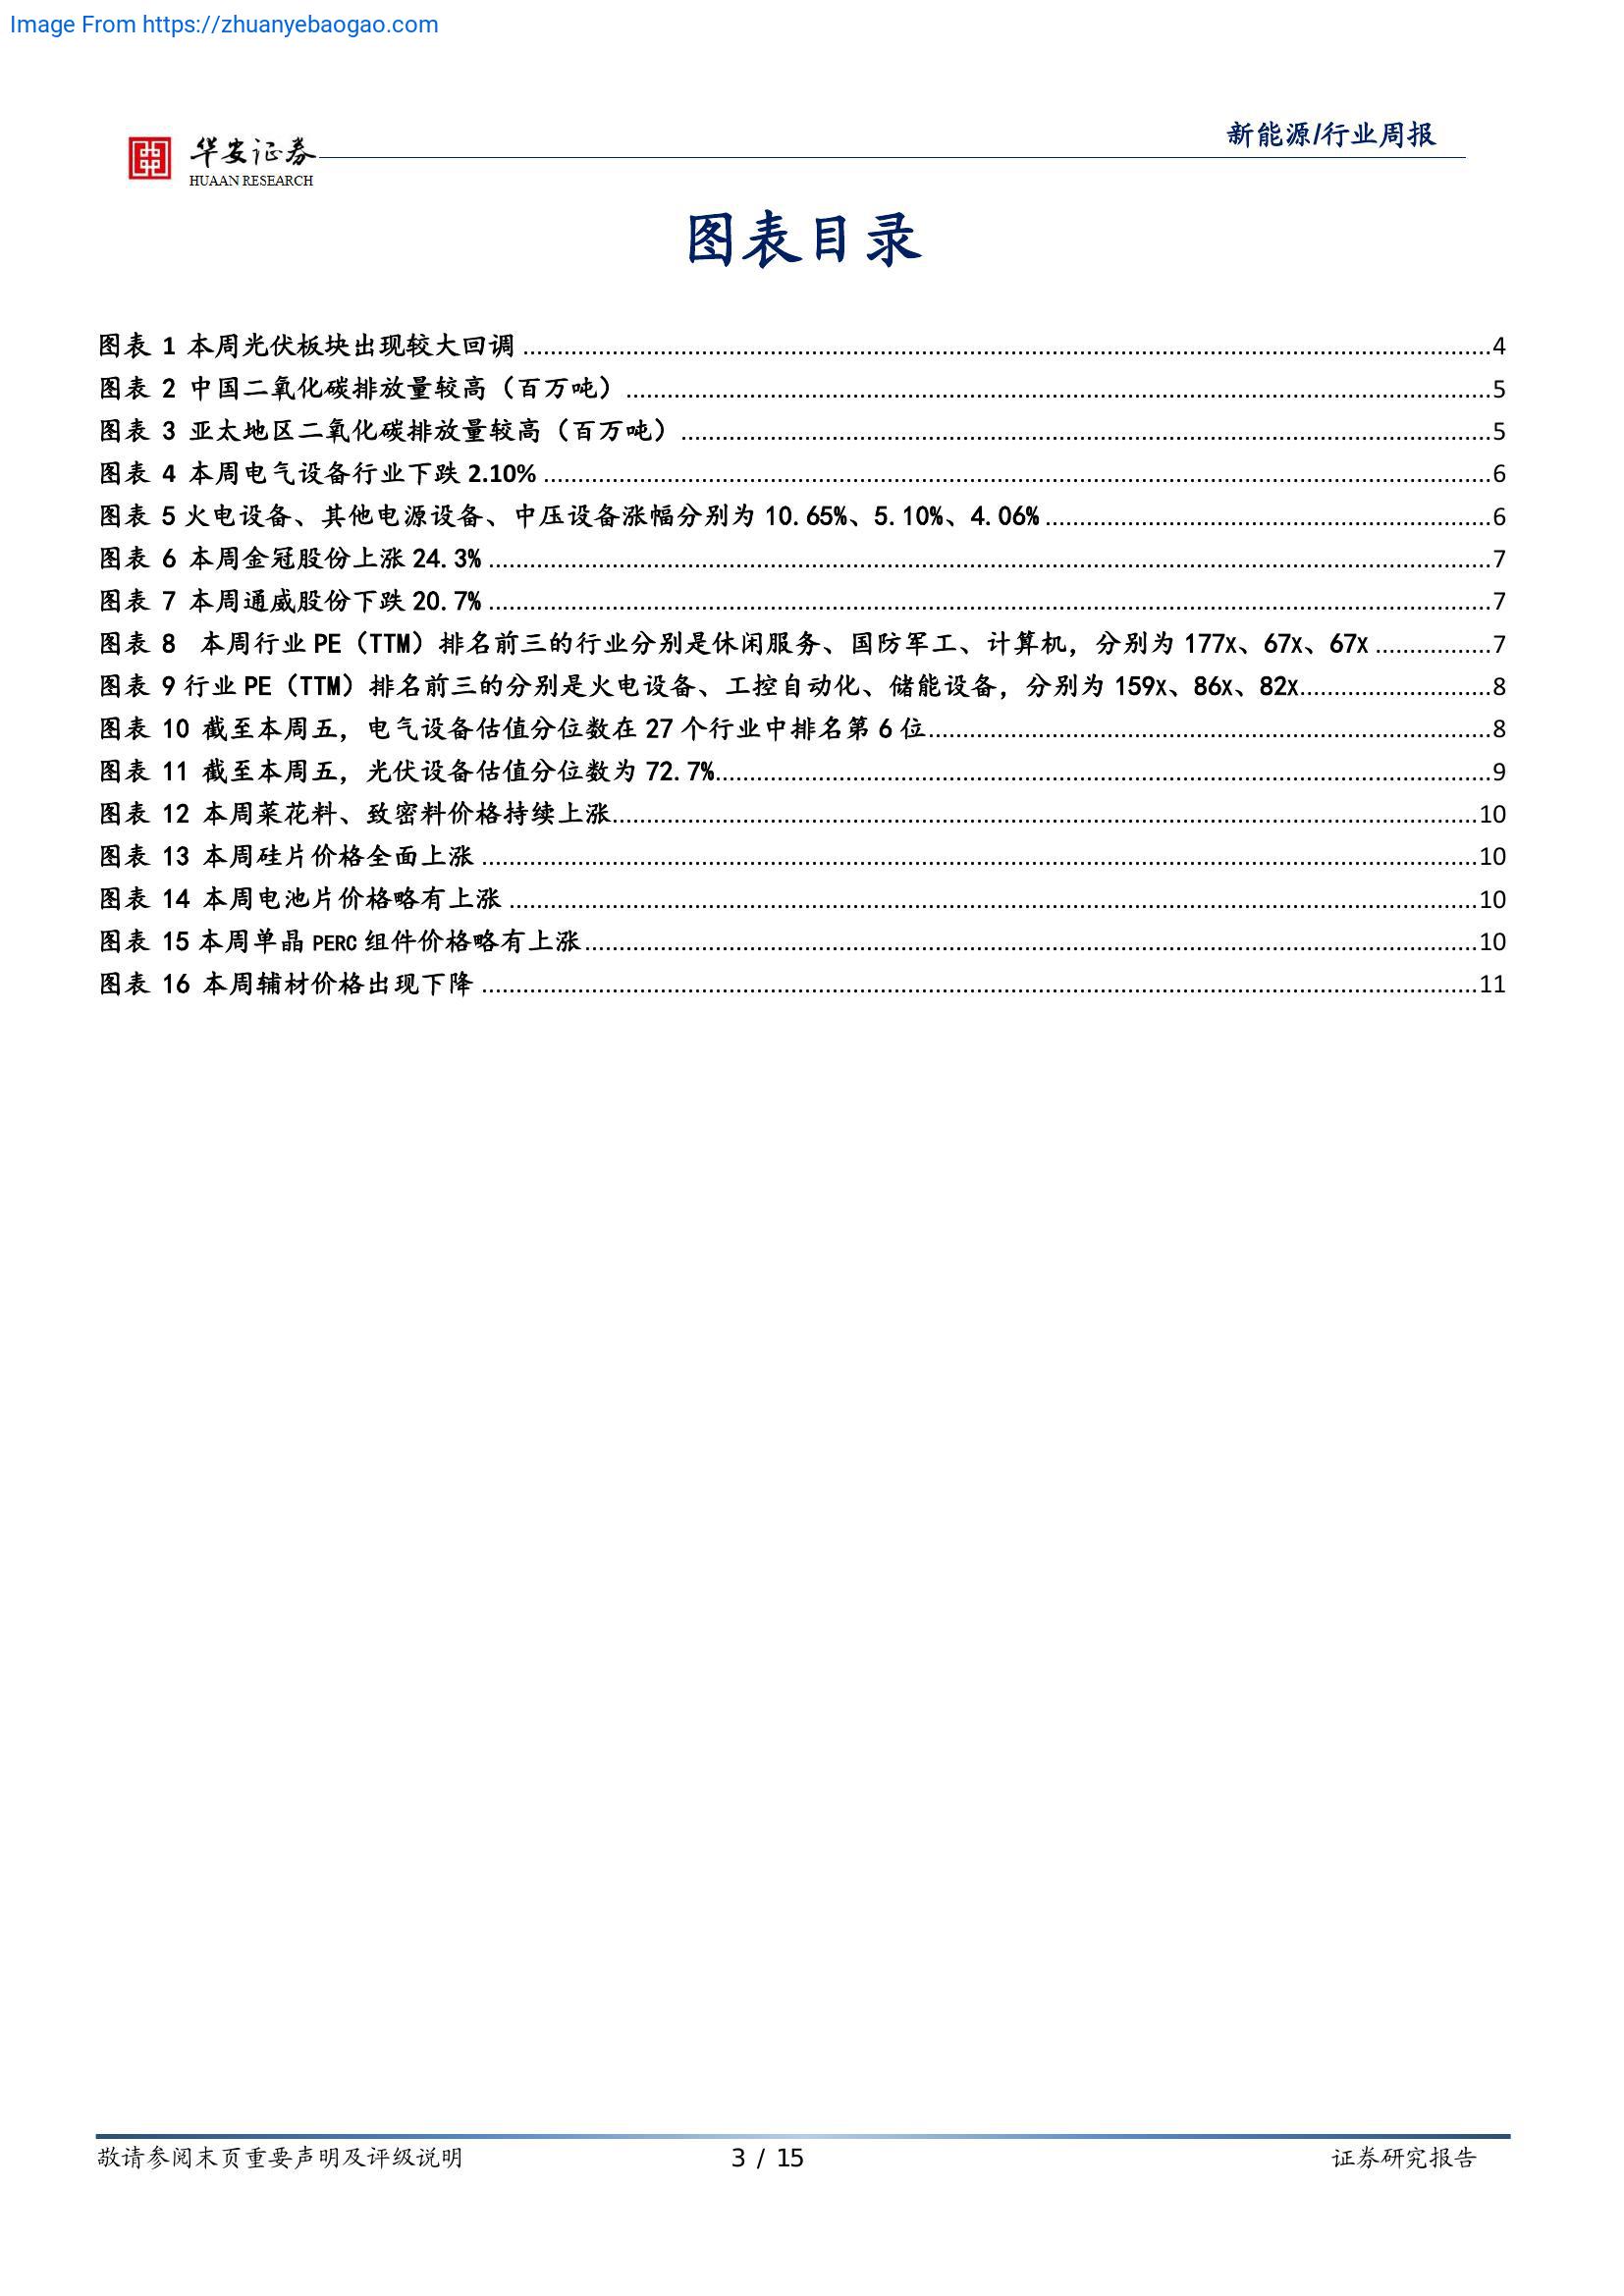 Image From https://zhuanyebaogao.com
华安证券
HUAAN RESEARCH
新能源/行业周报
图表目录
图表 1 本周光伏板块出现较大回调 ........ 4
图表 2 中国二氧化碳排放量较高（百万吨） ........ 5
图表 3 亚太地区二氧化碳排放量较高（百万吨） ........ 5
图表 4 本周电气设备行业下跌 2.10% ........ 6
图表 5 火电设备、其他电源设备、中压设备涨幅分别为 10.65%、5.10%、4.06% ........ 6
图表 6 本周金冠股份上涨 24.3% ........ 7
图表 7 本周通威股份下跌 20.7% ........ 7
图表 8 本周行业 PE（TTM）排名前三的行业分别是休闲服务、国防军工、计算机，分别为 177X、67X、67X ........ 7
图表 9 行业 PE（TTM）排名前三的分别是火电设备、工控自动化、储能设备，分别为 159X、86X、82X ........ 8
图表 10 截至本周五，电气设备估值分位数在 27 个行业中排名第 6 位 ........ 8
图表 11 截至本周五，光伏设备估值分位数为 72.7% ........ 9
图表 12 本周菜花料、致密料价格持续上涨 ........ 10
图表 13 本周硅片价格全面上涨 ........ 10
图表 14 本周电池片价格略有上涨 ........ 10
图表 15 本周单晶 PERC 组件价格略有上涨 ........ 10
图表 16 本周辅材价格出现下降 ........ 11
敬请参阅末页重要声明及评级说明
3 / 15
证券研究报告